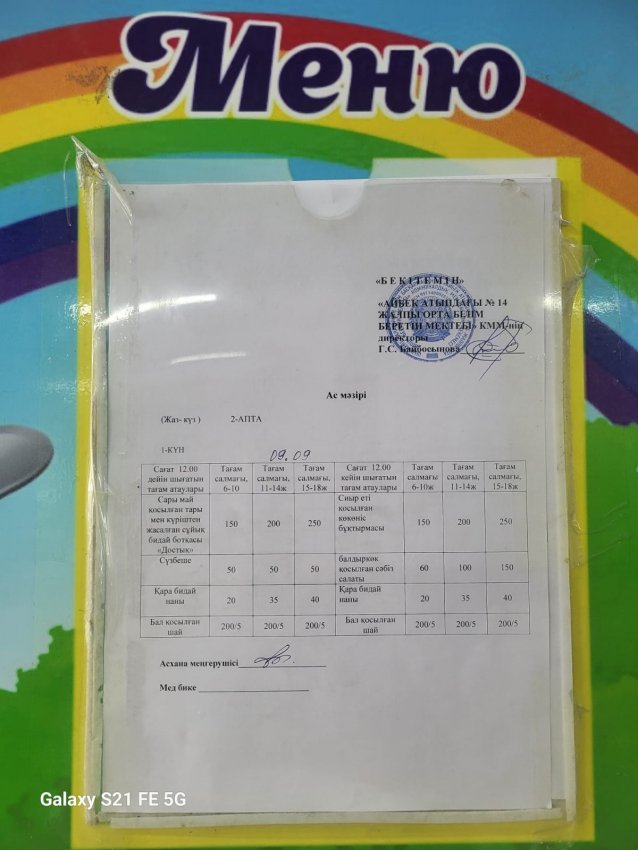 Меню
«Б Е К І Т Е М І Н»
«АЙБЕК АТЫНДАҒЫ № 14
ЖАЛПЫ ОРТА БІЛІМ
БЕРЕТІН МЕКТЕБІ» КММ-нің
директоры
Г.С. Байбосынова
Ас мәзірі
(Жаз- күз ) 2-АПТА
1-КҮН 09.09
Сағат 12.00 Тағам Тағам Тағам Сағат 12.00 Тағам Тағам Тағам
дейін шығатын салмағы, салмағы, салмағы, кейін шығатын салмағы, салмағы, салмағы,
тағам атаулары 6-10 11-14ж 15-18ж тағам атаулары 6-10ж 11-14ж 15-18ж
Сары май
қосылған тары
мен күріштен
жасалған сұйық
бидай ботқасы
«Достық»
150 200 250
Сиыр еті
қосылған
көкөніс
бұқтырмасы
150 200 250
Сүзбеше 50 50 50
балдыркөк
қосылған сәбіз
салаты
60 100 150
Қара бидай
наны
20 35 40
Қара бидай
наны
20 35 40
Бал қосылған
шай
200/5 200/5 200/5
Бал қосылған
шай
200/5 200/5 200/5
Асхана меңгерушісі
Мед бике
Galaxy S21 FE 5G